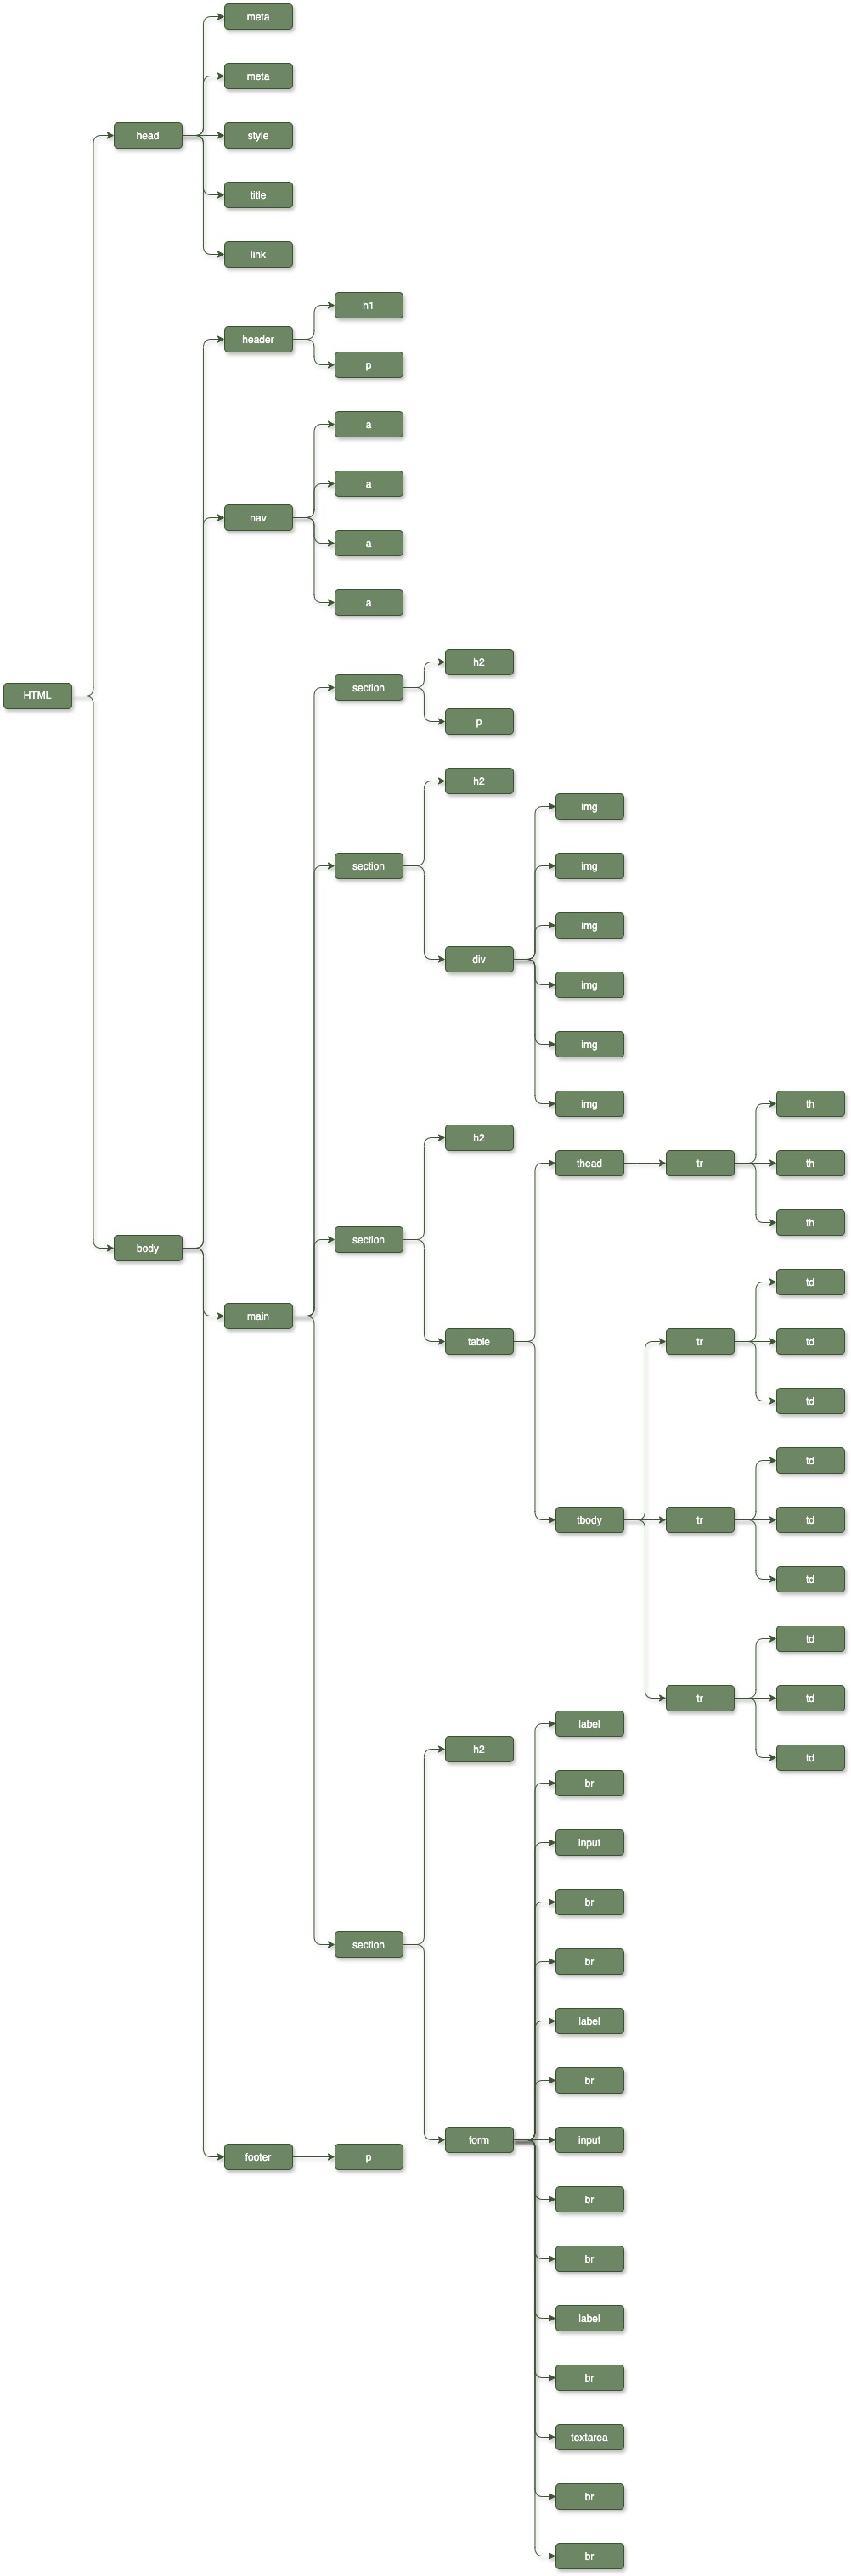 HTML
head
meta
meta
style
title
link
body
header
h1
p
nav
a
a
a
a
main
section
h2
p
section
h2
div
img
img
img
img
img
img
section
h2
table
thead
tr
th
th
th
tbody
tr
td
td
td
tr
td
td
td
tr
td
td
td
section
h2
form
label
br
input
br
br
label
br
input
br
br
label
br
textarea
br
br
footer
p